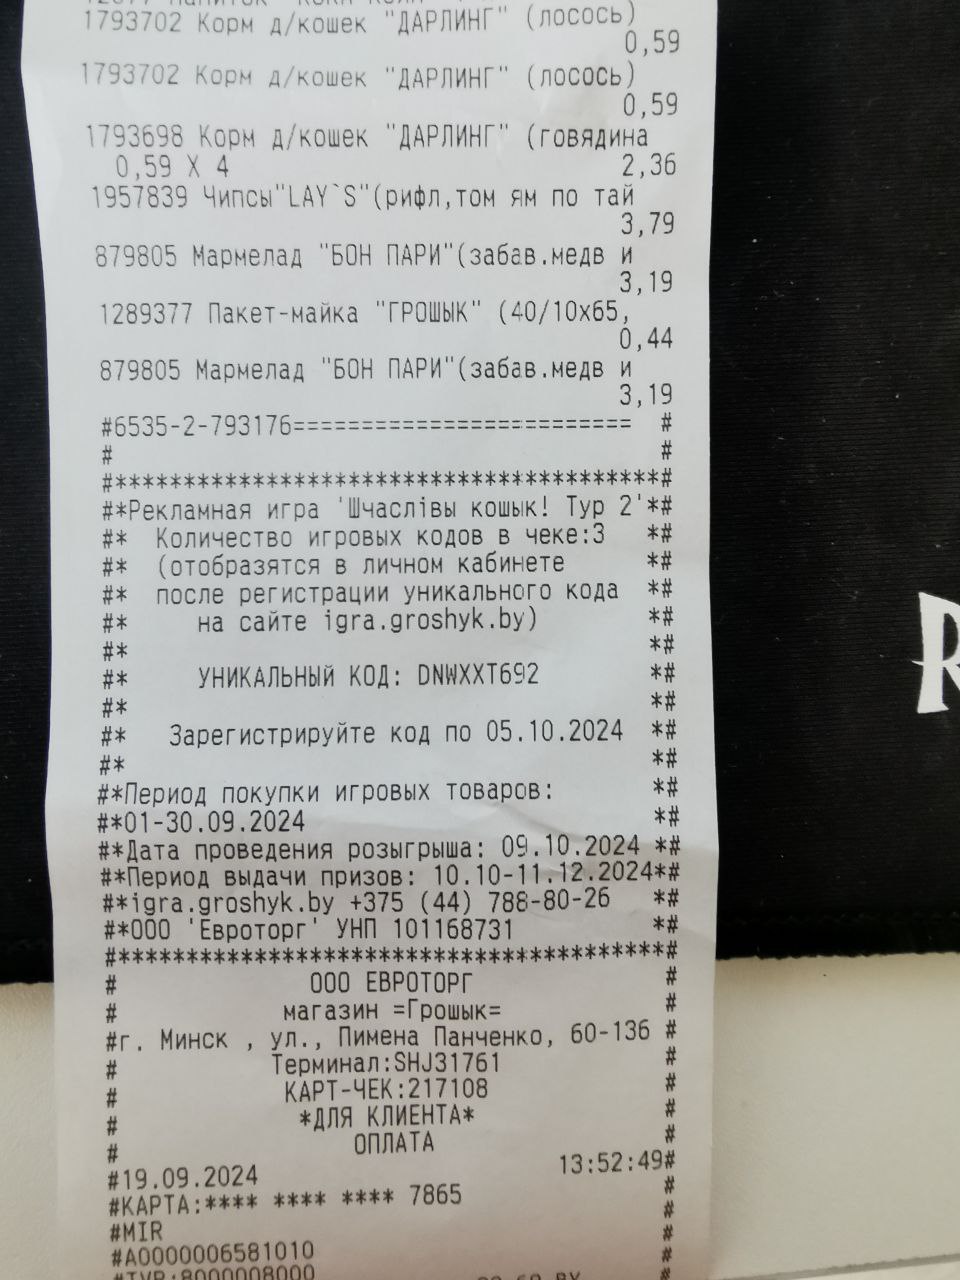 1793702 Корм д/кошек "ДАРЛИНГ" (лосось)
0,59
1793702 Корм д/кошек "ДАРЛИНГ" (лосось)
0,59
1793698 Корм д/кошек "ДАРЛИНГ" (говядина
0,59 X 4 2,36
1957839 Чипсы"LAY`S"(рифл,том ям по тай
3,79
879805 Мармелад "БОН ПАРИ"(забав.медв и
3,19
1289377 Пакет-майка "ГРОШЫК" (40/10х65,
0,44
879805 Мармелад "БОН ПАРИ"(забав.медв и
3,19
#6535-2-793176========================= #
# #
#****************************************#
#*Рекламная игра 'Шчаслiвы кошык! Тур 2'*#
#* Количество игровых кодов в чеке:3 *#
#* (отобразятся в личном кабинете *#
#* после регистрации уникального кода *#
#* на сайте igra.groshyk.by) *#
#* *#
#* УНИКАЛЬНЫЙ КОД: DNWXXT692 *#
#* *#
#* Зарегистрируйте код по 05.10.2024 *#
#* *#
#*Период покупки игровых товаров: *#
#*01-30.09.2024 *#
#*Дата проведения розыгрыша: 09.10.2024 *#
#*Период выдачи призов: 10.10-11.12.2024*#
#*igra.groshyk.by +375 (44) 788-80-26 *#
#*ООО 'Евроторг' УНП 101168731 *#
#****************************************#
# ООО ЕВРОТОРГ #
# магазин =Грошык= #
#г. Минск , ул., Пимена Панченко, 60-136 #
# Терминал:SHJ31761 #
# КАРТ-ЧЕК:217108 #
# *ДЛЯ КЛИЕНТА* #
# ОПЛАТА #
#19.09.2024 13:52:49#
#КАРТА:**** **** **** 7865 #
#MIR #
#A0000006581010 #
#TVR:8000008000 #
R